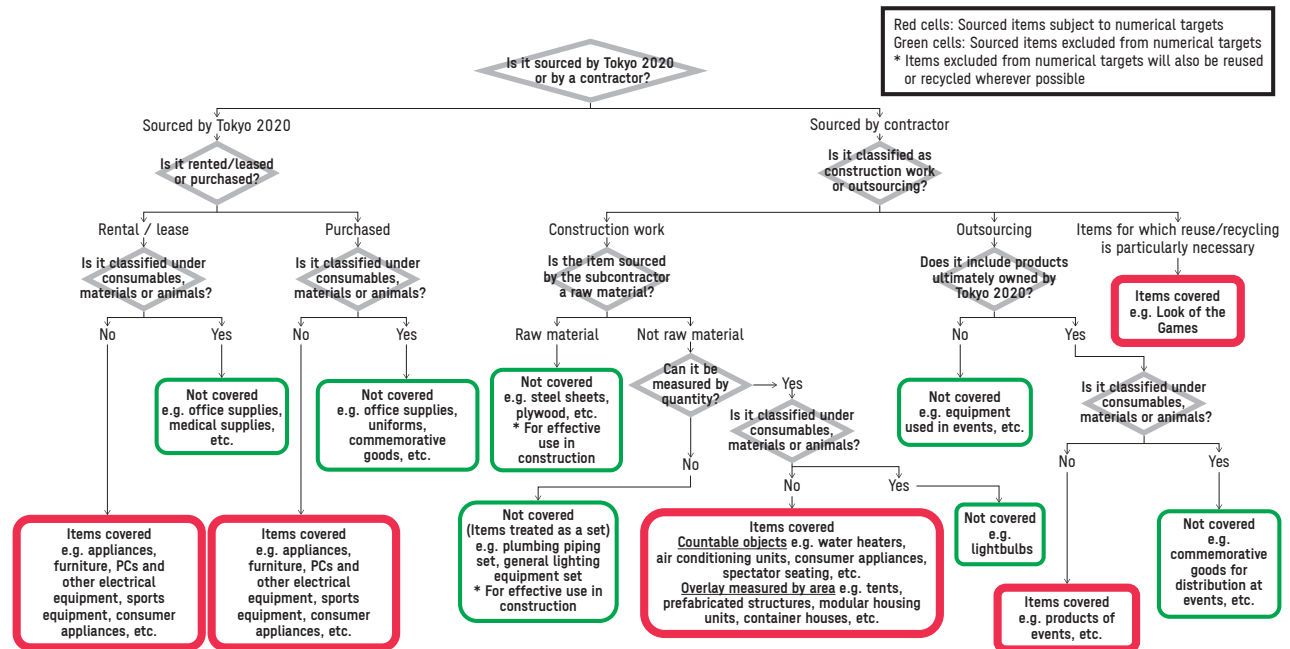 Red cells: Sourced items subject to numerical targets
Green cells: Sourced items excluded from numerical targets
* Items excluded from numerical targets will also be reused
or recycled wherever possible
Is it sourced by Tokyo 2020
or by a contractor?
Sourced by Tokyo 2020
Sourced by contractor
Is it rented/leased
or purchased?
Is it classified as
construction work
or outsourcing?
Rental / lease
Purchased
Construction work
Outsourcing
Items for which reuse/recycling
is particularly necessary
Is it classified under
consumables,
materials or animals?
Is it classified under
consumables,
materials or animals?
Is the item sourced
by the subcontractor
a raw material?
Does it include products
ultimately owned by
Tokyo 2020?
Items covered
e.g. Look of the
Games
No
Yes
No
Yes
Raw material
Not raw material
No
Yes
Not covered
e.g. office supplies,
medical supplies,
etc.
Not covered
e.g. office supplies,
uniforms,
commemorative
goods, etc.
Not covered
e.g. steel sheets,
plywood, etc.
* For effective
use in
construction
Can it be
measured by
quantity?
Yes
Is it classified under
consumables,
materials or animals?
Not covered
e.g. equipment
used in events, etc.
Is it classified under
consumables,
materials or animals?
No
No
Yes
No
Yes
Items covered
e.g. appliances,
furniture, PCs and
other electrical
equipment, sports
equipment, consumer
appliances, etc.
Items covered
e.g. appliances,
furniture, PCs and
other electrical
equipment, sports
equipment, consumer
appliances, etc.
Not covered
(Items treated as a set)
e.g. plumbing piping
set, general lighting
equipment set
* For effective use in
construction
Items covered
Countable objects e.g. water heaters,
air conditioning units, consumer appliances,
spectator seating, etc.
Overlay measured by area e.g. tents,
prefabricated structures, modular housing
units, container houses, etc.
Not covered
e.g.
lightbulbs
Items covered
e.g. products of
events, etc.
Not covered
e.g.
commemorative
goods for
distribution at
events, etc.